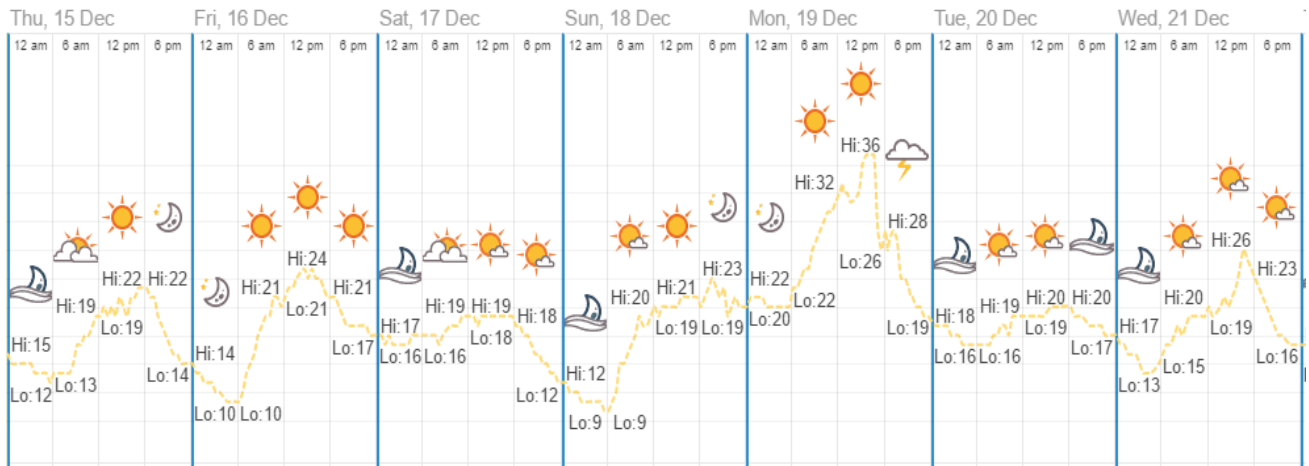 Thu, 15 Dec Fri, 16 Dec Sat, 17 Dec Sun, 18 Dec Mon, 19 Dec Tue, 20 Dec Wed, 21 Dec
12 am 6 am 12 pm 6 pm 12 am 6 am 12 pm 6 pm 12 am 6 am 12 pm 6 pm 12 am 6 am 12 pm 6 pm 12 am 6 am 12 pm 6 pm 12 am 6 am 12 pm 6 pm 12 am 6 am 12 pm 6 pm
Hi:15 Hi:19 Hi:22 Hi:22
Lo:12 Lo:13 Lo:19 Lo:14
Hi:14 Hi:21 Hi:24 Hi:21
Lo:10 Lo:10 Lo:21 Lo:17
Hi:17 Hi:19 Hi:19 Hi:18
Lo:16 Lo:16 Lo:18 Lo:12
Hi:12 Hi:20 Hi:21 Hi:23
Lo:9 Lo:9 Lo:19 Lo:19
Hi:22 Hi:32 Hi:36 Hi:28
Lo:20 Lo:22 Lo:26 Lo:19
Hi:18 Hi:19 Hi:20 Hi:20
Lo:16 Lo:16 Lo:19 Lo:17
Hi:17 Hi:20 Hi:26 Hi:23
Lo:13 Lo:15 Lo:19 Lo:16